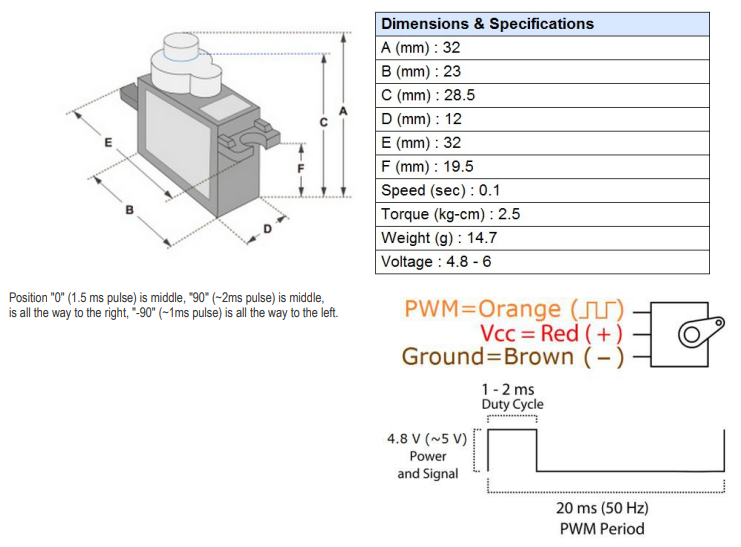 A
C
E
F
B
D
Dimensions & Specifications
A (mm) : 32
B (mm) : 23
C (mm) : 28.5
D (mm) : 12
E (mm) : 32
F (mm) : 19.5
Speed (sec) : 0.1
Torque (kg-cm) : 2.5
Weight (g) : 14.7
Voltage : 4.8 - 6
Position "0" (1.5 ms pulse) is middle, "90" (~2ms pulse) is middle,
is all the way to the right, "-90" (~1ms pulse) is all the way to the left.
PWM=Orange (⎍⎍)
Vcc = Red (+)
Ground=Brown (−)
1 - 2 ms
Duty Cycle
4.8 V (~5 V)
Power
and Signal
20 ms (50 Hz)
PWM Period